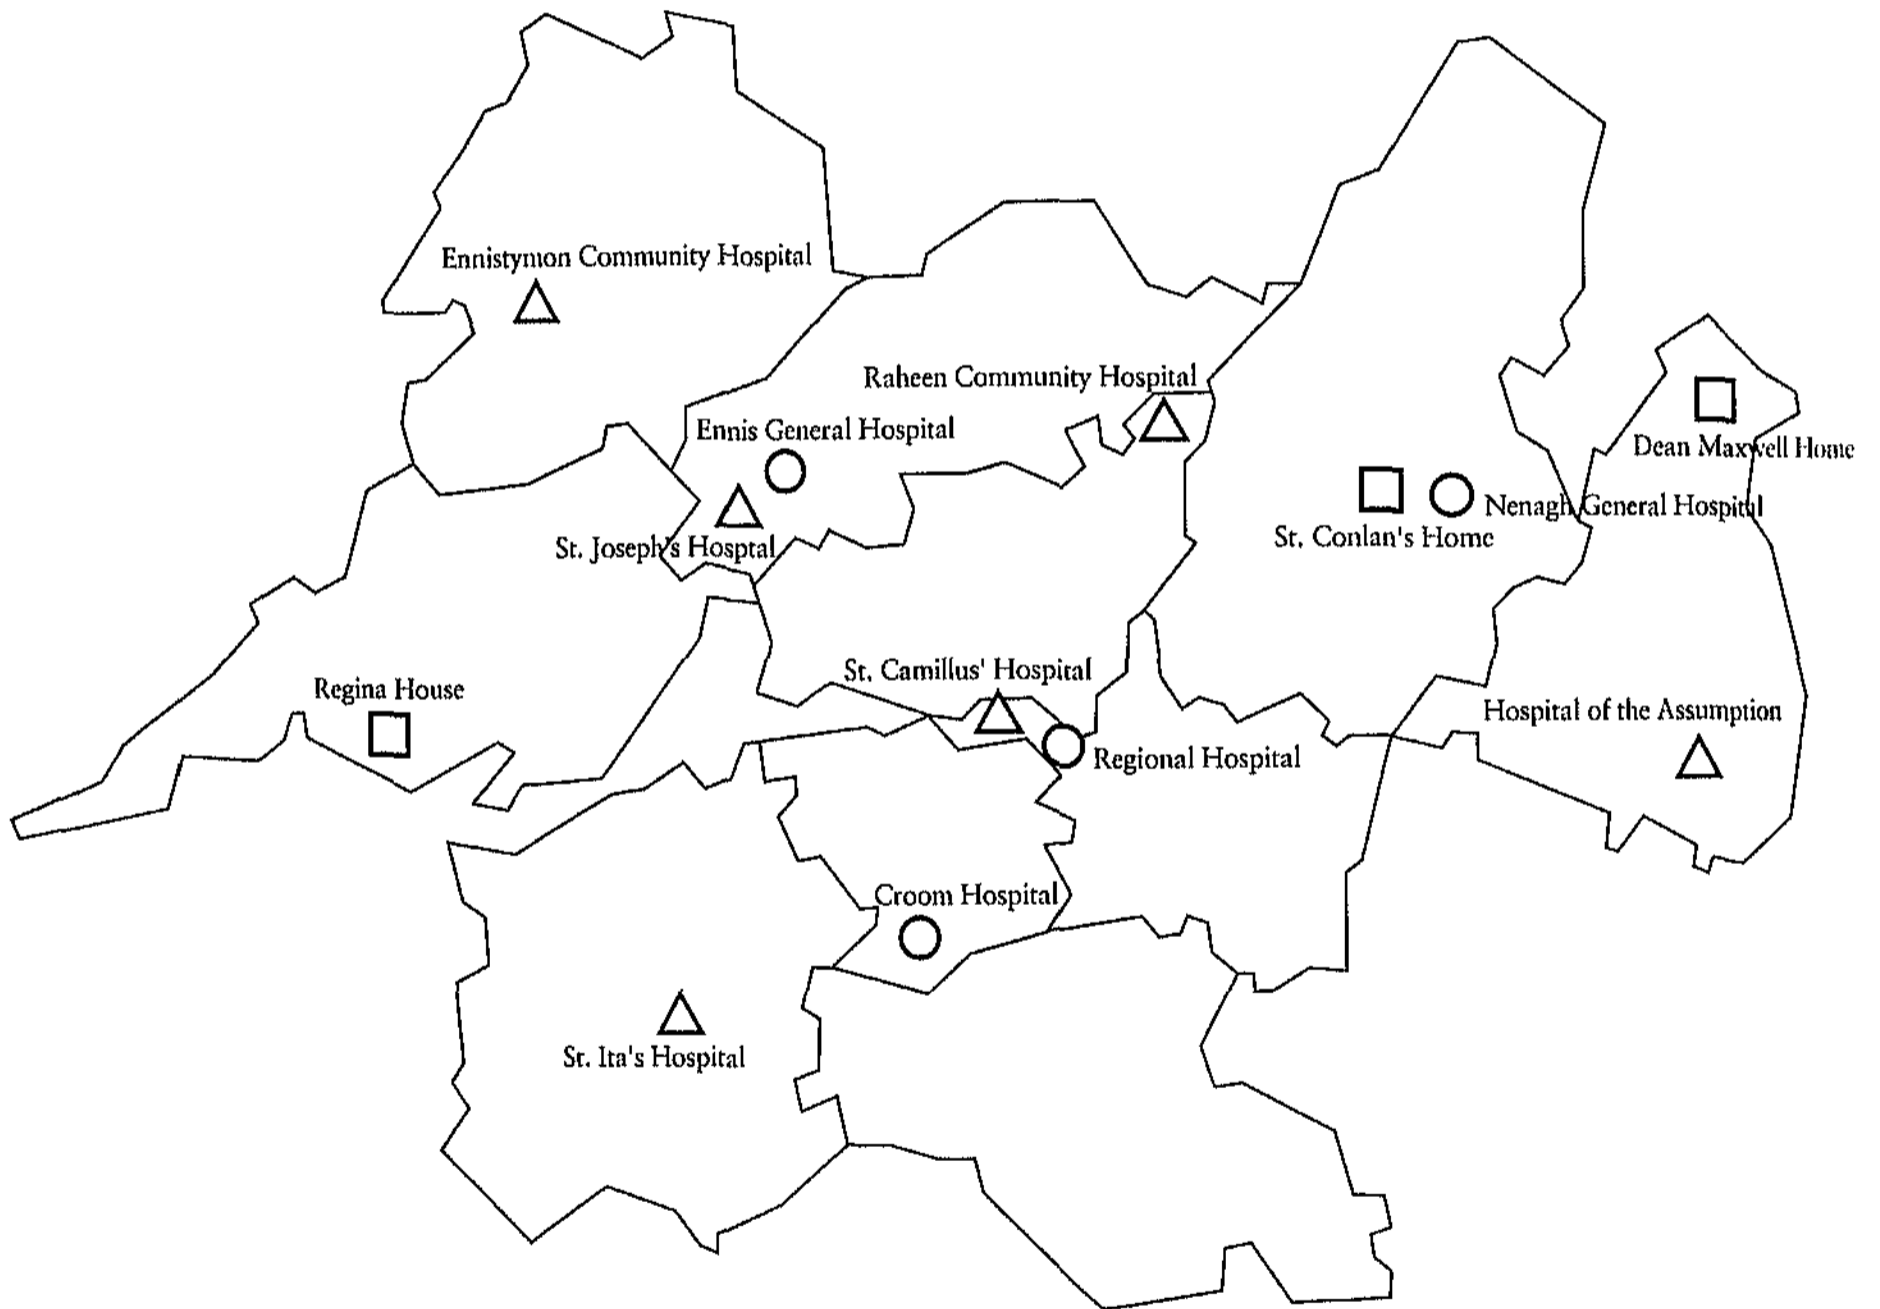 Ennistymon Community Hospital
Raheen Community Hospital
Ennis General Hospital
Dean Maxwell Home
Nenagh General Hospital
St. Conlan's Home
St. Joseph's Hosptal
St. Camillus' Hospital
Regina House
Hospital of the Assumption
Regional Hospital
Croom Hospital
St. Ita's Hospital